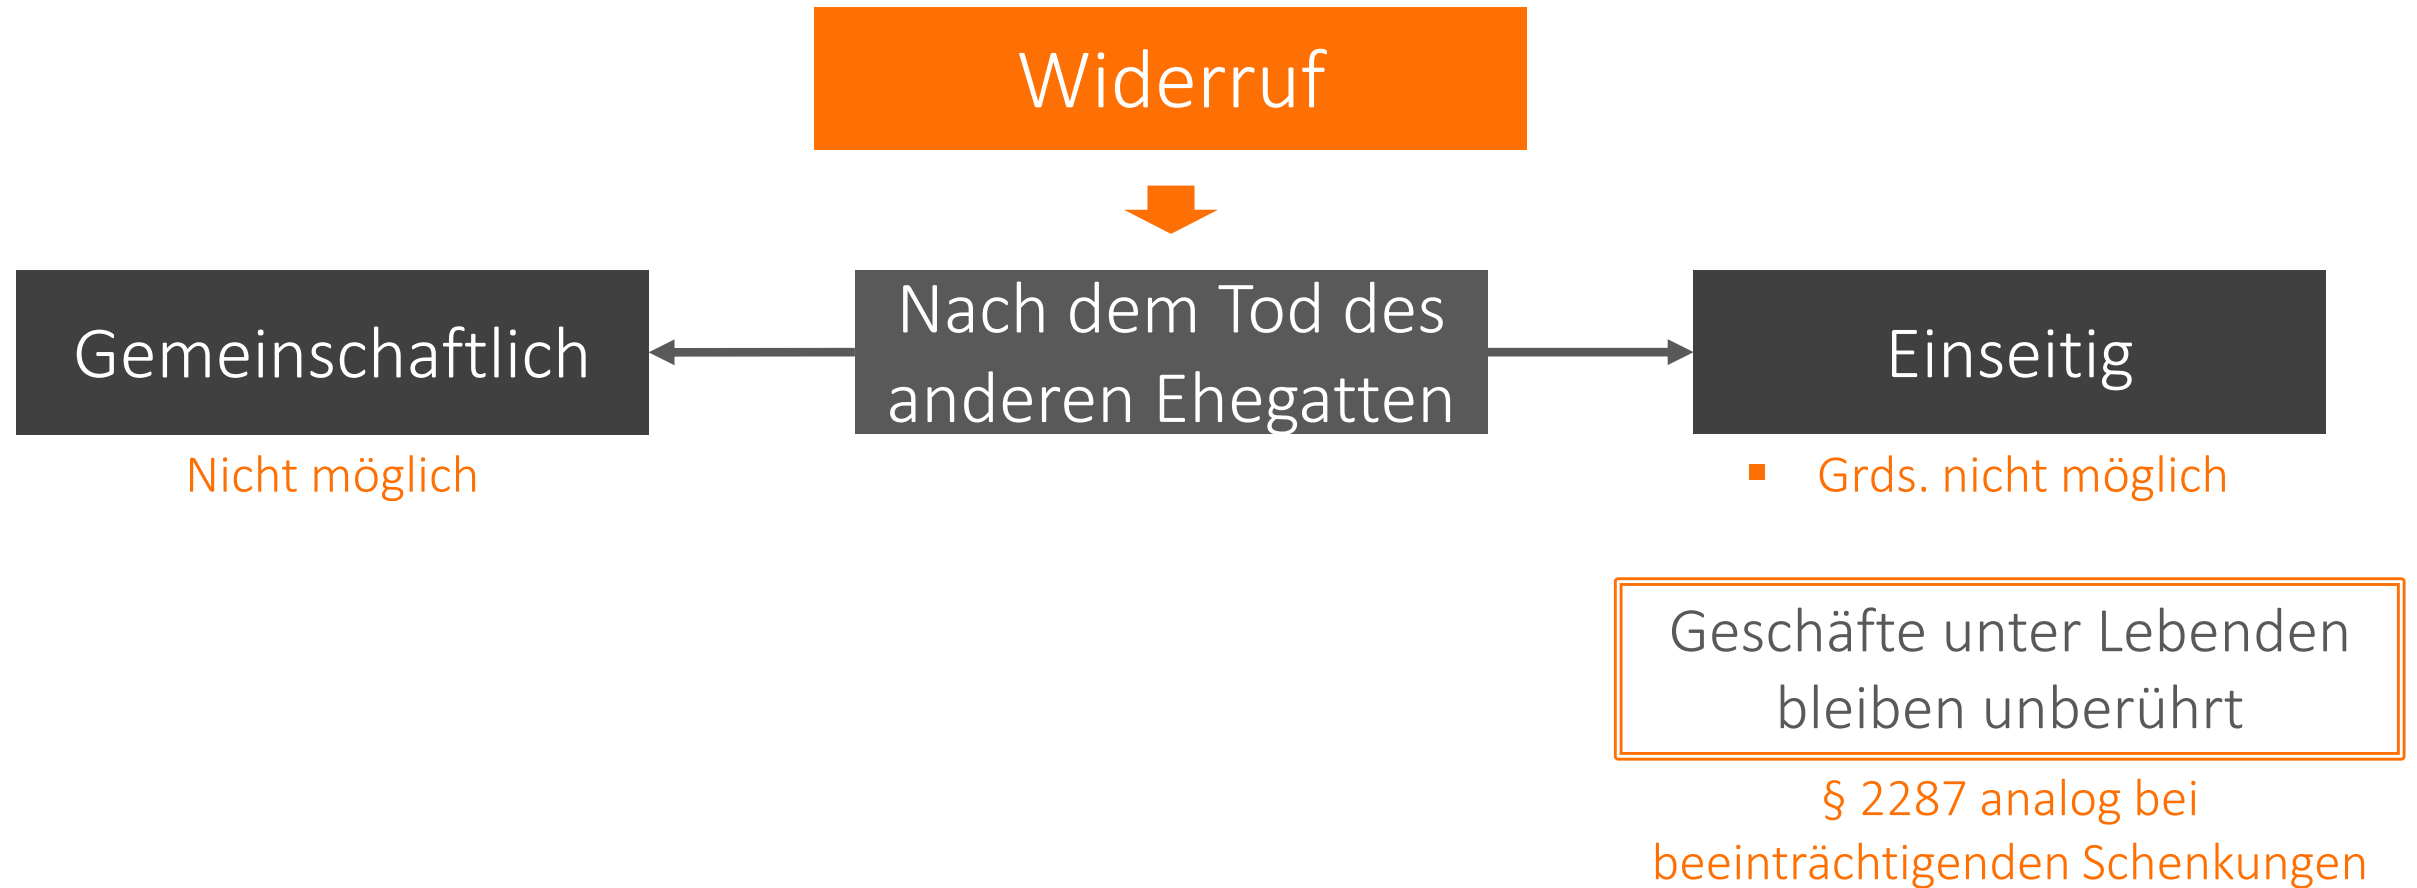 Widerruf
Gemeinschaftlich
Nicht möglich
Nach dem Tod des
anderen Ehegatten
Einseitig
▪ Grds. nicht möglich
Geschäfte unter Lebenden
bleiben unberührt
§ 2287 analog bei
beeinträchtigenden Schenkungen